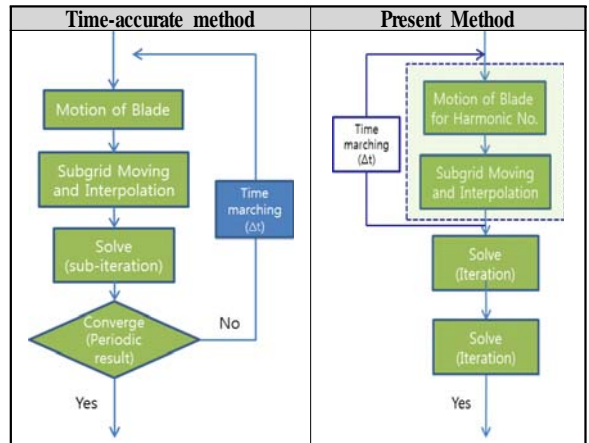 Time-accurate method
Motion of Blade
Subgrid Moving
and Interpolation
Solve
(sub-iteration)
Converge
(Periodic
result)
No
Yes
Time
marching
(Δt)
Present Method
Time
marching
(Δt)
Motion of Blade
for Harmonic No.
Subgrid Moving
and Interpolation
Solve
(Iteration)
Solve
(Iteration)
Yes